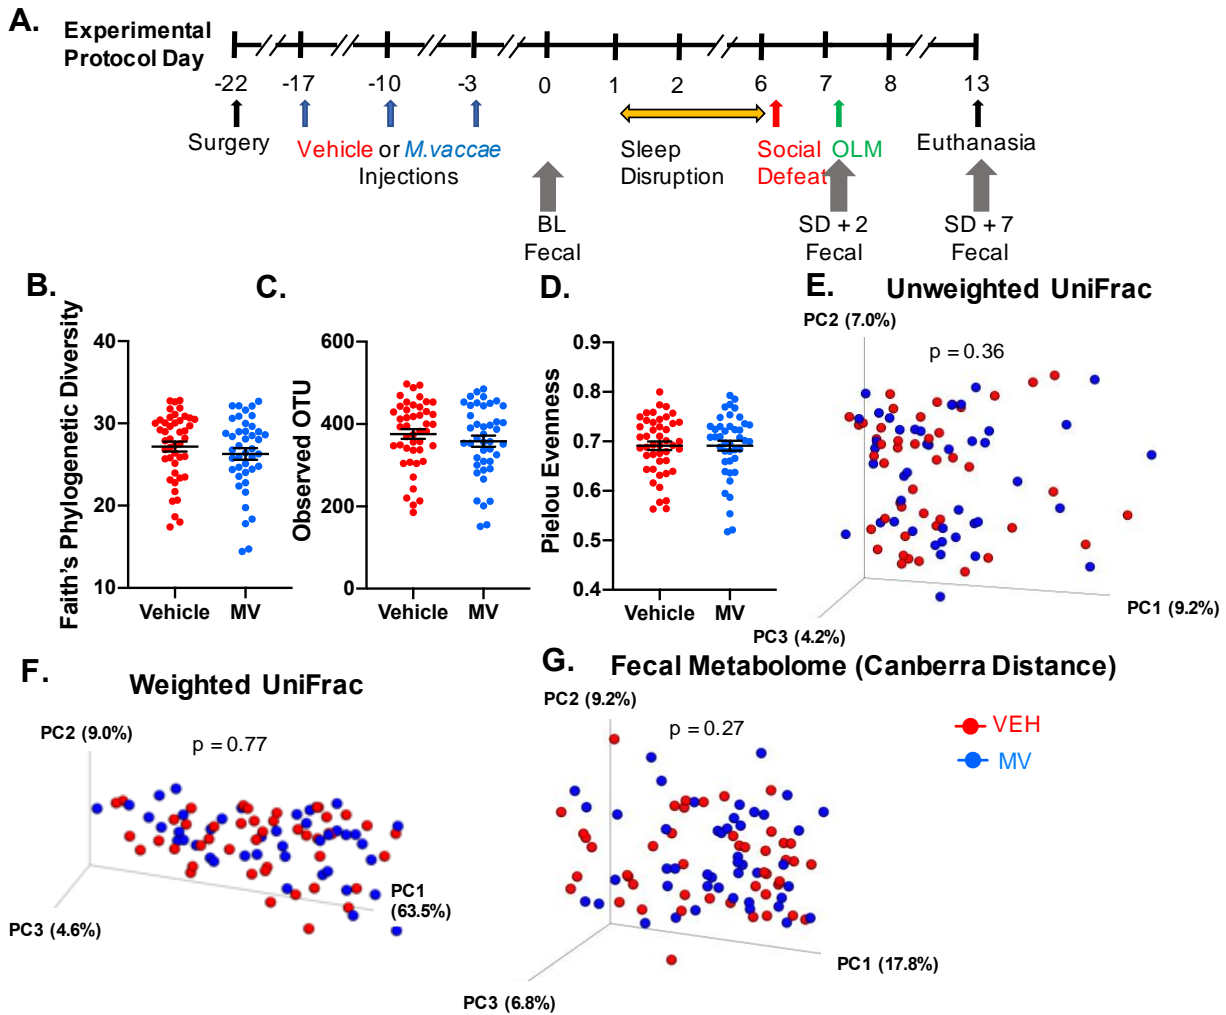 A.
Experimental
Protocol Day
-22 -17 -10 -3 0 1 2 6 7 8 13
Surgery
Vehicle or M.vaccae
Injections
Sleep
Disruption
Social
Defeat
OLM
Euthanasia
BL
Fecal
SD + 2
Fecal
SD + 7
Fecal
B.
Faith's Phylogenetic Diversity
40
30
20
10
Vehicle MV
C.
Observed OTU
600
400
200
0
Vehicle MV
D.
Pielou Evenness
0.9
0.8
0.7
0.6
0.5
0.4
Vehicle MV
E.
Unweighted UniFrac
PC2 (7.0%)
p = 0.36
PC1 (9.2%)
PC3 (4.2%)
F.
Weighted UniFrac
PC2 (9.0%)
p = 0.77
PC1
(63.5%)
PC3 (4.6%)
G.
Fecal Metabolome (Canberra Distance)
PC2 (9.2%)
p = 0.27
PC1 (17.8%)
PC3 (6.8%)
VEH
MV